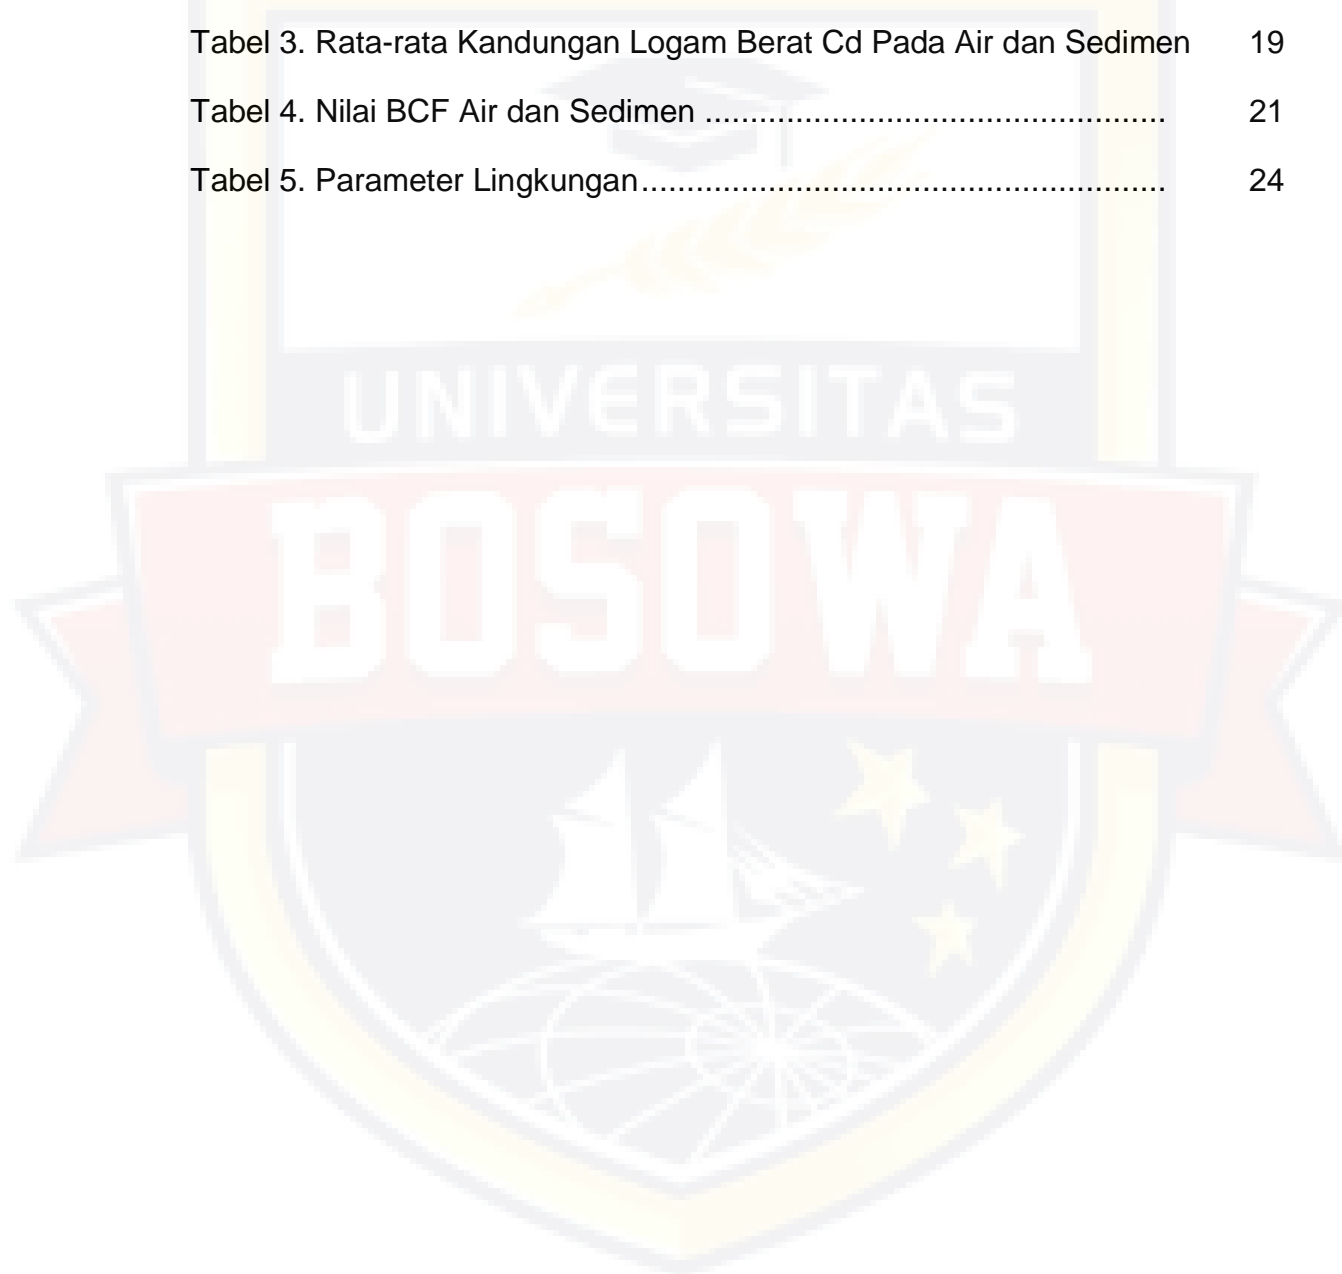 Tabel 3. Rata-rata Kandungan Logam Berat Cd Pada Air dan Sedimen 19
Tabel 4. Nilai BCF Air dan Sedimen ................................................... 21
Tabel 5. Parameter Lingkungan.......................................................... 24
UNIVERSITAS
BOSOWA